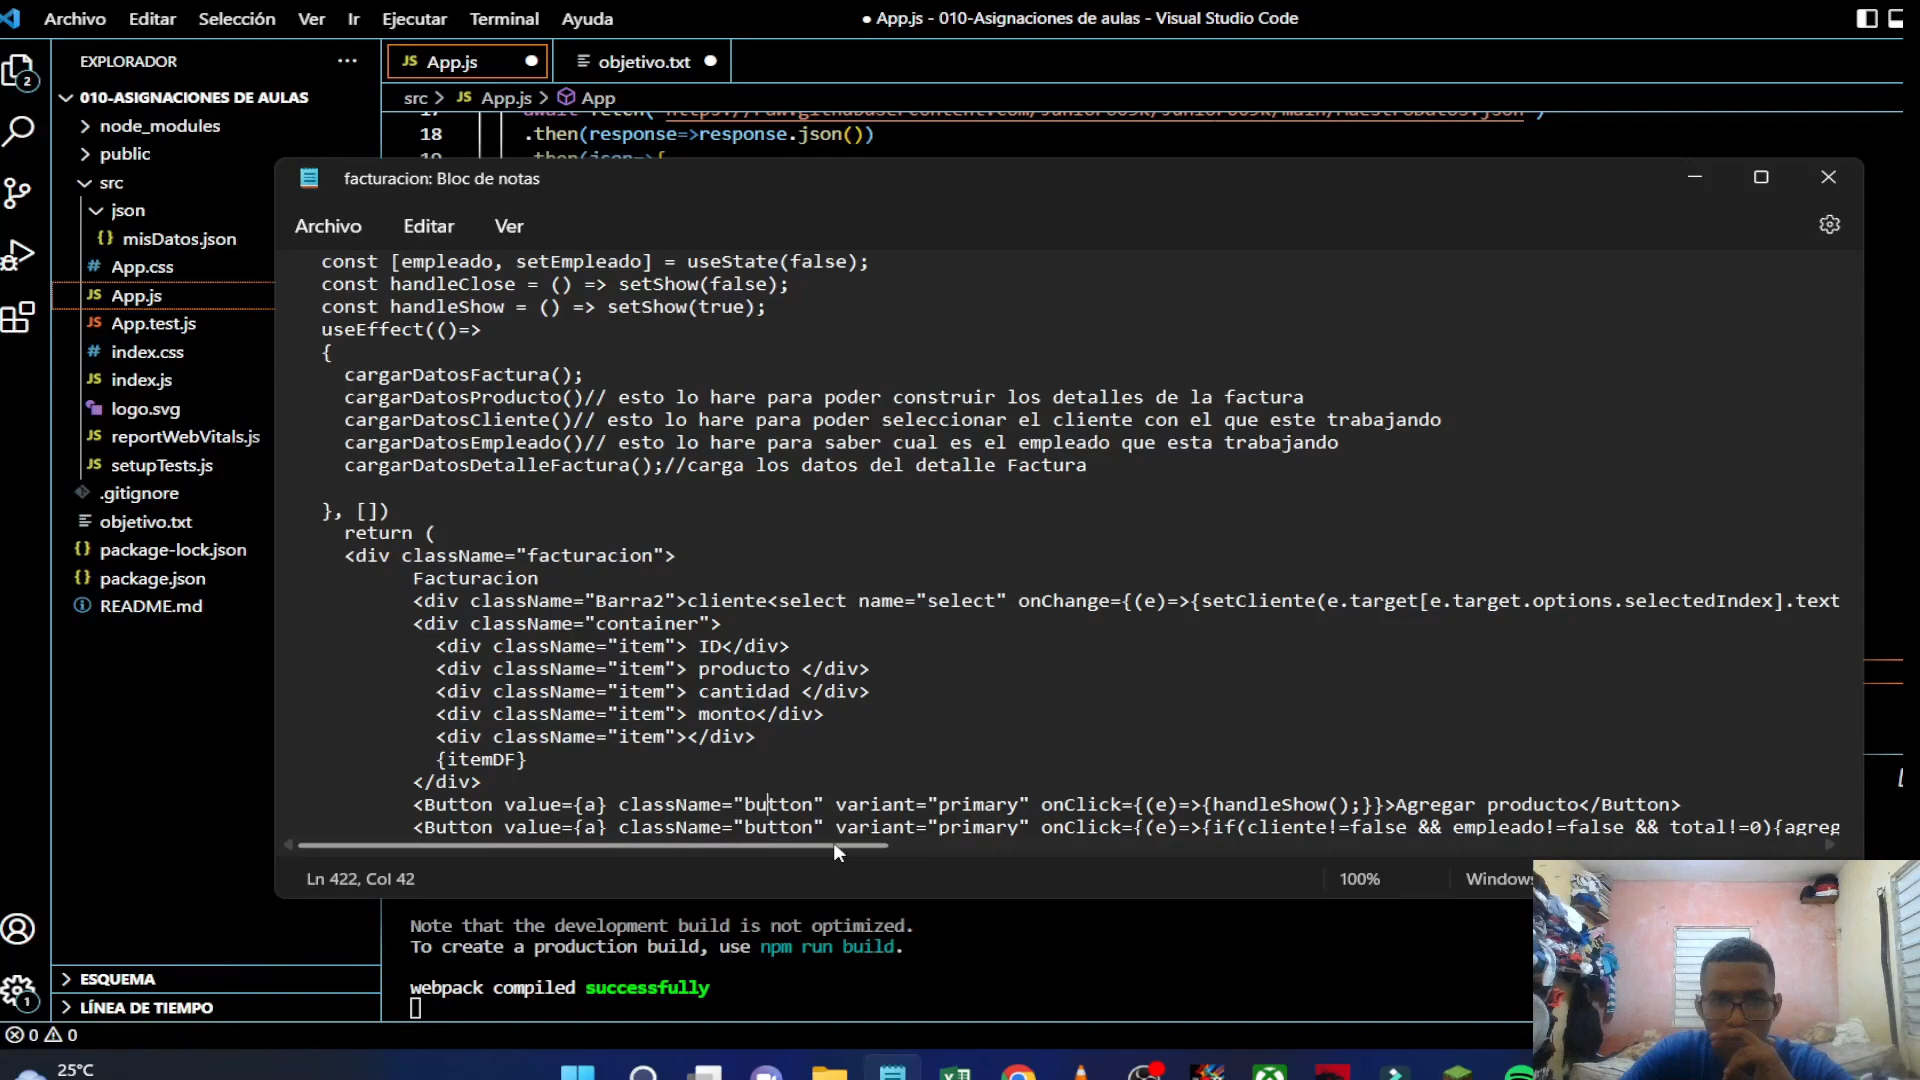 Archivo Editar Selección Ver Ir Ejecutar Terminal Ayuda
● App.js - 010-Asignaciones de aulas - Visual Studio Code
EXPLORADOR
JS App.js
objetivo.txt
010-ASIGNACIONES DE AULAS
src > JS App.js > App
node_modules
18 .then(response=>response.json())
public
src
json
{} misDatos.json
# App.css
JS App.js
JS App.test.js
# index.css
JS index.js
logo.svg
JS reportWebVitals.js
JS setupTests.js
.gitignore
objetivo.txt
{} package-lock.json
{} package.json
README.md
ESQUEMA
LÍNEA DE TIEMPO
2
1
facturacion: Bloc de notas
Archivo Editar Ver
const [empleado, setEmpleado] = useState(false);
const handleClose = () => setShow(false);
const handleShow = () => setShow(true);
useEffect(()=>
{
cargarDatosFactura();
cargarDatosProducto()// esto lo hare para poder construir los detalles de la factura
cargarDatosCliente()// esto lo hare para poder seleccionar el cliente con el que este trabajando
cargarDatosEmpleado()// esto lo hare para saber cual es el empleado que esta trabajando
cargarDatosDetalleFactura();//carga los datos del detalle Factura
}, [])
return (
<div className="facturacion">
Facturacion
<div className="Barra2">cliente<select name="select" onChange={(e)=>{setCliente(e.target[e.target.options.selectedIndex].text
<div className="container">
<div className="item"> ID</div>
<div className="item"> producto </div>
<div className="item"> cantidad </div>
<div className="item"> monto</div>
<div className="item"></div>
{itemDF}
</div>
<Button value={a} className="button" variant="primary" onClick={(e)=>{handleShow();}}>Agregar producto</Button>
<Button value={a} className="button" variant="primary" onClick={(e)=>{if(cliente!=false && empleado!=false && total!=0){agreg
Ln 422, Col 42
100%
Windows
Note that the development build is not optimized.
To create a production build, use npm run build.
webpack compiled successfully
0 0
25°C